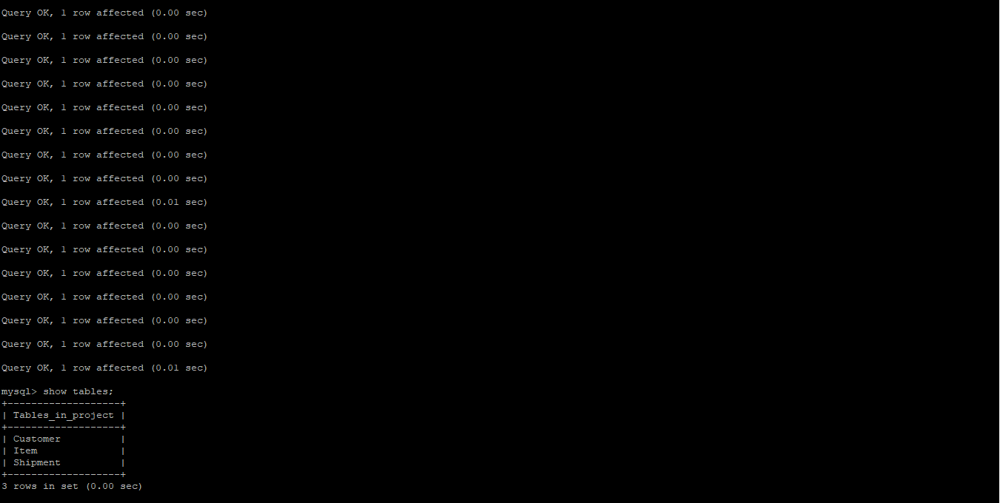 Query OK, 1 row affected (0.00 sec)
Query OK, 1 row affected (0.00 sec)
Query OK, 1 row affected (0.00 sec)
Query OK, 1 row affected (0.00 sec)
Query OK, 1 row affected (0.00 sec)
Query OK, 1 row affected (0.00 sec)
Query OK, 1 row affected (0.00 sec)
Query OK, 1 row affected (0.00 sec)
Query OK, 1 row affected (0.01 sec)
Query OK, 1 row affected (0.00 sec)
Query OK, 1 row affected (0.00 sec)
Query OK, 1 row affected (0.00 sec)
Query OK, 1 row affected (0.00 sec)
Query OK, 1 row affected (0.00 sec)
Query OK, 1 row affected (0.00 sec)
Query OK, 1 row affected (0.01 sec)
mysql> show tables;
+-------------------+
| Tables_in_project |
+-------------------+
| Customer          |
| Item              |
| Shipment          |
+-------------------+
3 rows in set (0.00 sec)